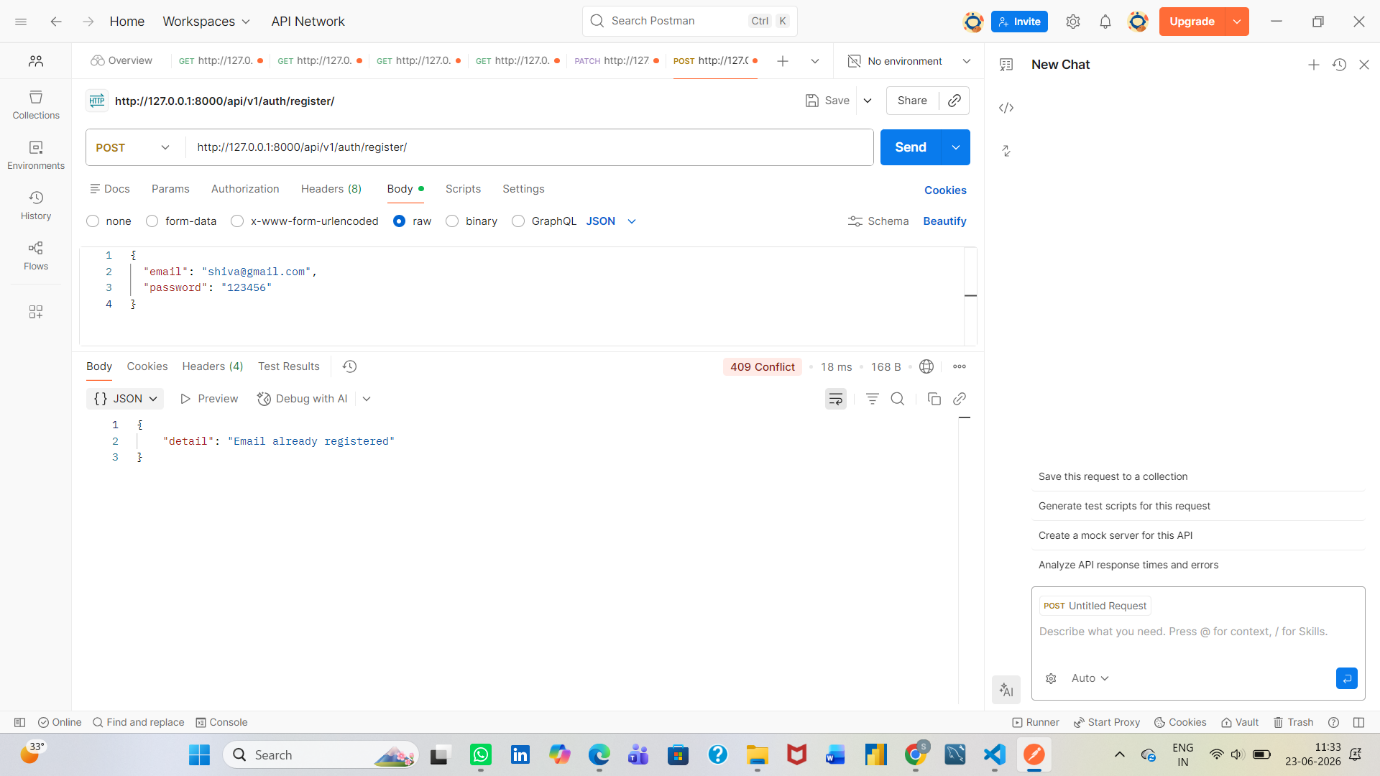 Home Workspaces API Network Search Postman Ctrl K Invite Upgrade
Overview GET http://127.0. GET http://127.0. GET http://127.0. GET http://127.0. PATCH http://127 POST http://127.0 No environment New Chat
Collections
Environments
History
Flows
HTTP http://127.0.0.1:8000/api/v1/auth/register/ Save Share
POST http://127.0.0.1:8000/api/v1/auth/register/ Send
Docs Params Authorization Headers (8) Body Scripts Settings Cookies
none form-data x-www-form-urlencoded raw binary GraphQL JSON Schema Beautify
1 {
2 "email": "shiva@gmail.com",
3 "password": "123456"
4 }
Body Cookies Headers (4) Test Results 409 Conflict 18 ms 168 B
{} JSON Preview Debug with AI
1 {
2 "detail": "Email already registered"
3 }
Save this request to a collection
Generate test scripts for this request
Create a mock server for this API
Analyze API response times and errors
POST Untitled Request
Describe what you need. Press @ for context, / for Skills.
Auto
AI
Online Find and replace Console Runner Start Proxy Cookies Vault Trash
33° Search ENG 11:33
IN 23-06-2026